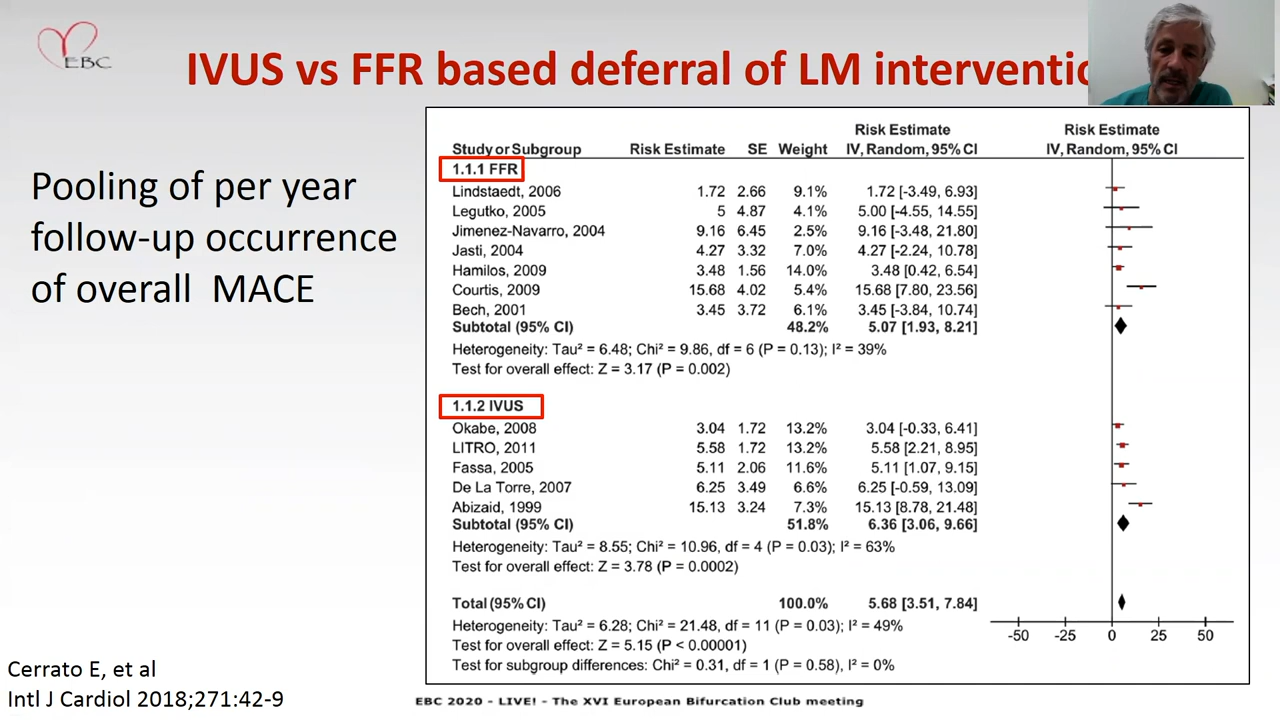 EBC
IVUS vs FFR based deferral of LM interventio
Pooling of per year
follow-up occurrence
of overall MACE
Risk Estimate Risk Estimate
Study or Subgroup Risk Estimate SE Weight IV, Random, 95% CI IV, Random, 95% CI
1.1.1 FFR
Lindstaedt, 2006 1.72 2.66 9.1% 1.72 [-3.49, 6.93]
Legutko, 2005 5 4.87 4.1% 5.00 [-4.55, 14.55]
Jimenez-Navarro, 2004 9.16 6.45 2.5% 9.16 [-3.48, 21.80]
Jasti, 2004 4.27 3.32 7.0% 4.27 [-2.24, 10.78]
Hamilos, 2009 3.48 1.56 14.0% 3.48 [0.42, 6.54]
Courtis, 2009 15.68 4.02 5.4% 15.68 [7.80, 23.56]
Bech, 2001 3.45 3.72 6.1% 3.45 [-3.84, 10.74]
Subtotal (95% CI) 48.2% 5.07 [1.93, 8.21]
Heterogeneity: Tau² = 6.48; Chi² = 9.86, df = 6 (P = 0.13); I² = 39%
Test for overall effect: Z = 3.17 (P = 0.002)
1.1.2 IVUS
Okabe, 2008 3.04 1.72 13.2% 3.04 [-0.33, 6.41]
LITRO, 2011 5.58 1.72 13.2% 5.58 [2.21, 8.95]
Fassa, 2005 5.11 2.06 11.6% 5.11 [1.07, 9.15]
De La Torre, 2007 6.25 3.49 6.6% 6.25 [-0.59, 13.09]
Abizaid, 1999 15.13 3.24 7.3% 15.13 [8.78, 21.48]
Subtotal (95% CI) 51.8% 6.36 [3.06, 9.66]
Heterogeneity: Tau² = 8.55; Chi² = 10.96, df = 4 (P = 0.03); I² = 63%
Test for overall effect: Z = 3.78 (P = 0.0002)
Total (95% CI) 100.0% 5.68 [3.51, 7.84]
Heterogeneity: Tau² = 6.28; Chi² = 21.48, df = 11 (P = 0.03); I² = 49%
-50 -25 0 25 50
Test for overall effect: Z = 5.15 (P < 0.00001)
Test for subgroup differences: Chi² = 0.31, df = 1 (P = 0.58), I² = 0%
Cerrato E, et al
Intl J Cardiol 2018;271:42-9
EBC 2020 - LIVE! - The XVI European Bifurcation Club meeting